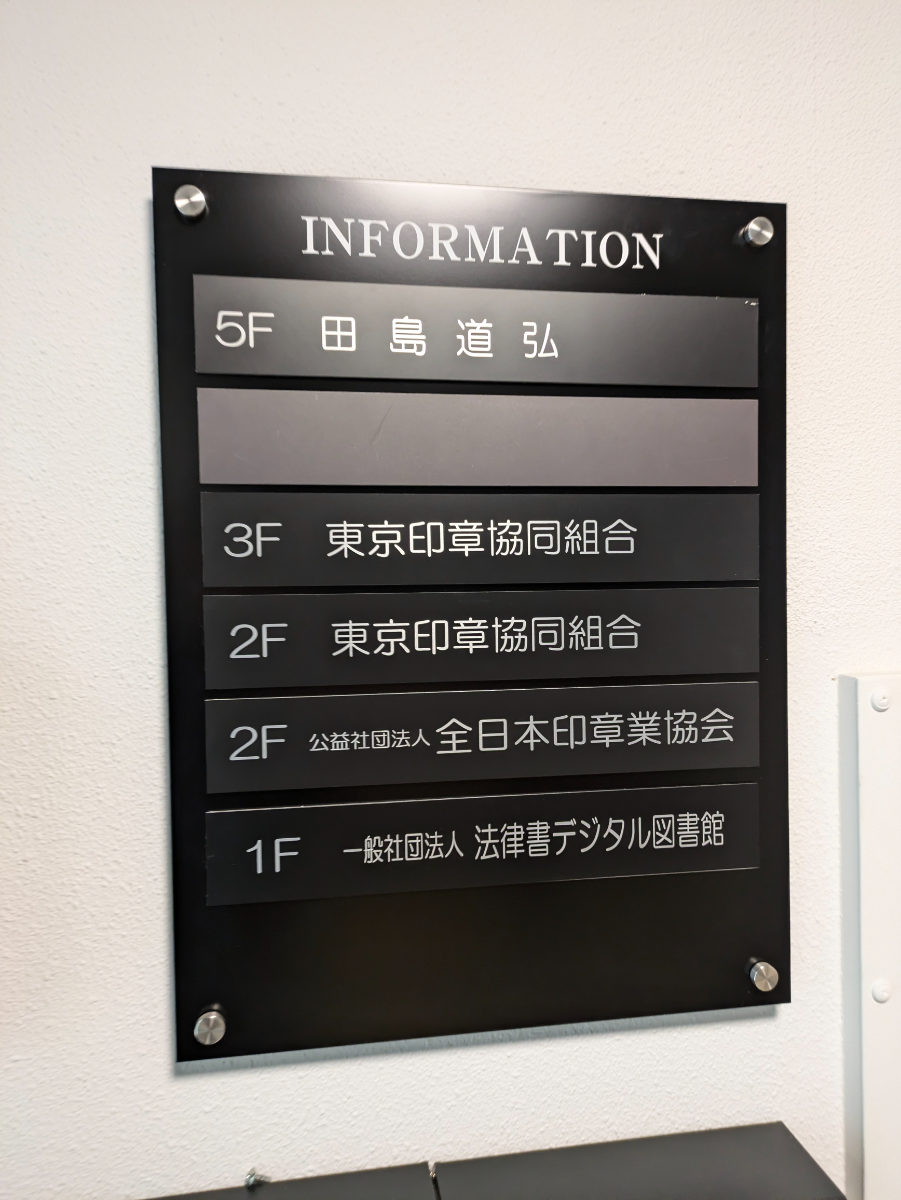 INFORMATION
5F 田島道弘
3F 東京印章協同組合
2F 東京印章協同組合
2F 公益社団法人 全日本印章業協会
1F 一般社団法人 法律書デジタル図書館